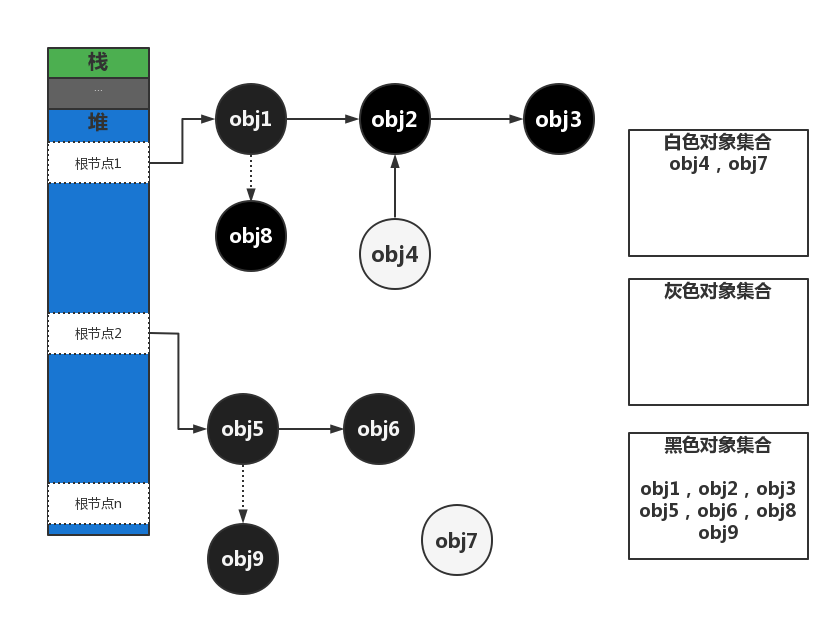 栈
...
堆
根节点1
根节点2
根节点n
obj1
obj2
obj3
obj8
obj4
obj5
obj6
obj9
obj7
白色对象集合
obj4，obj7
灰色对象集合
黑色对象集合
obj1，obj2，obj3
obj5，obj6，obj8
obj9